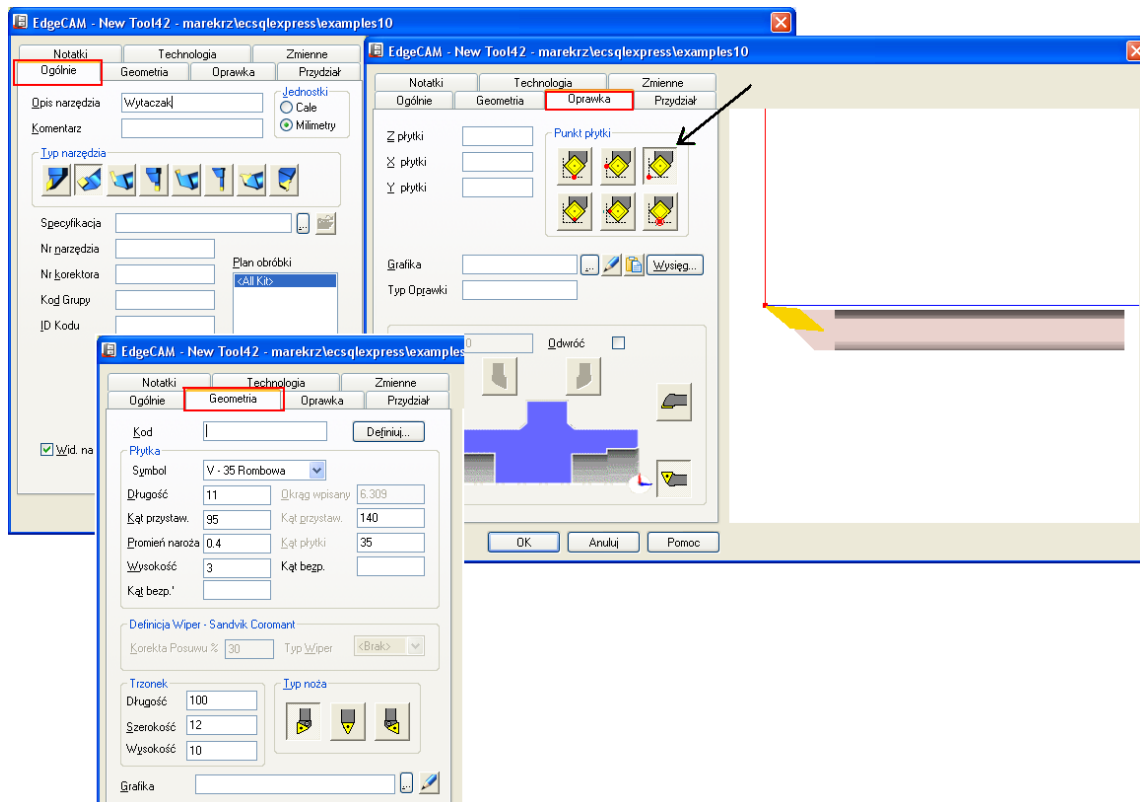 EdgeCAM - New Tool42 - marekrz\ecsqlexpress\examples10
Notatki Technologia Zmienne
Ogólnie Geometria Oprawka Przydział
Opis narzędzia Wytaczak
Komentarz
Jednostki
Cale
Milimetry
Typ narzędzia
Specyfikacja ...
Nr narzędzia
Nr korektora
Kod Grupy
ID Kodu
Plan obróbki
<All Kit>
Wid. na
EdgeCAM - New Tool42 - marekrz\ecsqlexpress\examples10
Notatki Technologia Zmienne
Ogólnie Geometria Oprawka Przydział
Z płytki
X płytki
Y płytki
Punkt płytki
Grafika ... Wysięg...
Typ Oprawki
0 Odwróć
OK Anuluj Pomoc
EdgeCAM - New Tool42 - marekrz\ecsqlexpress\examples
Notatki Technologia Zmienne
Ogólnie Geometria Oprawka Przydział
Kod Definiuj...
Płytka
Symbol V - 35 Rombowa
Długość 11 Okrąg wpisany 6.309
Kąt przystaw. 95 Kąt przystaw. 140
Promień naroża 0.4 Kąt płytki 35
Wysokość 3 Kąt bezp.
Kąt bezp.'
Definicja Wiper - Sandvik Coromant
Korekta Posuwu % 30 Typ Wiper <Brak>
Trzonek
Długość 100
Szerokość 12
Wysokość 10
Typ noża
Grafika ...